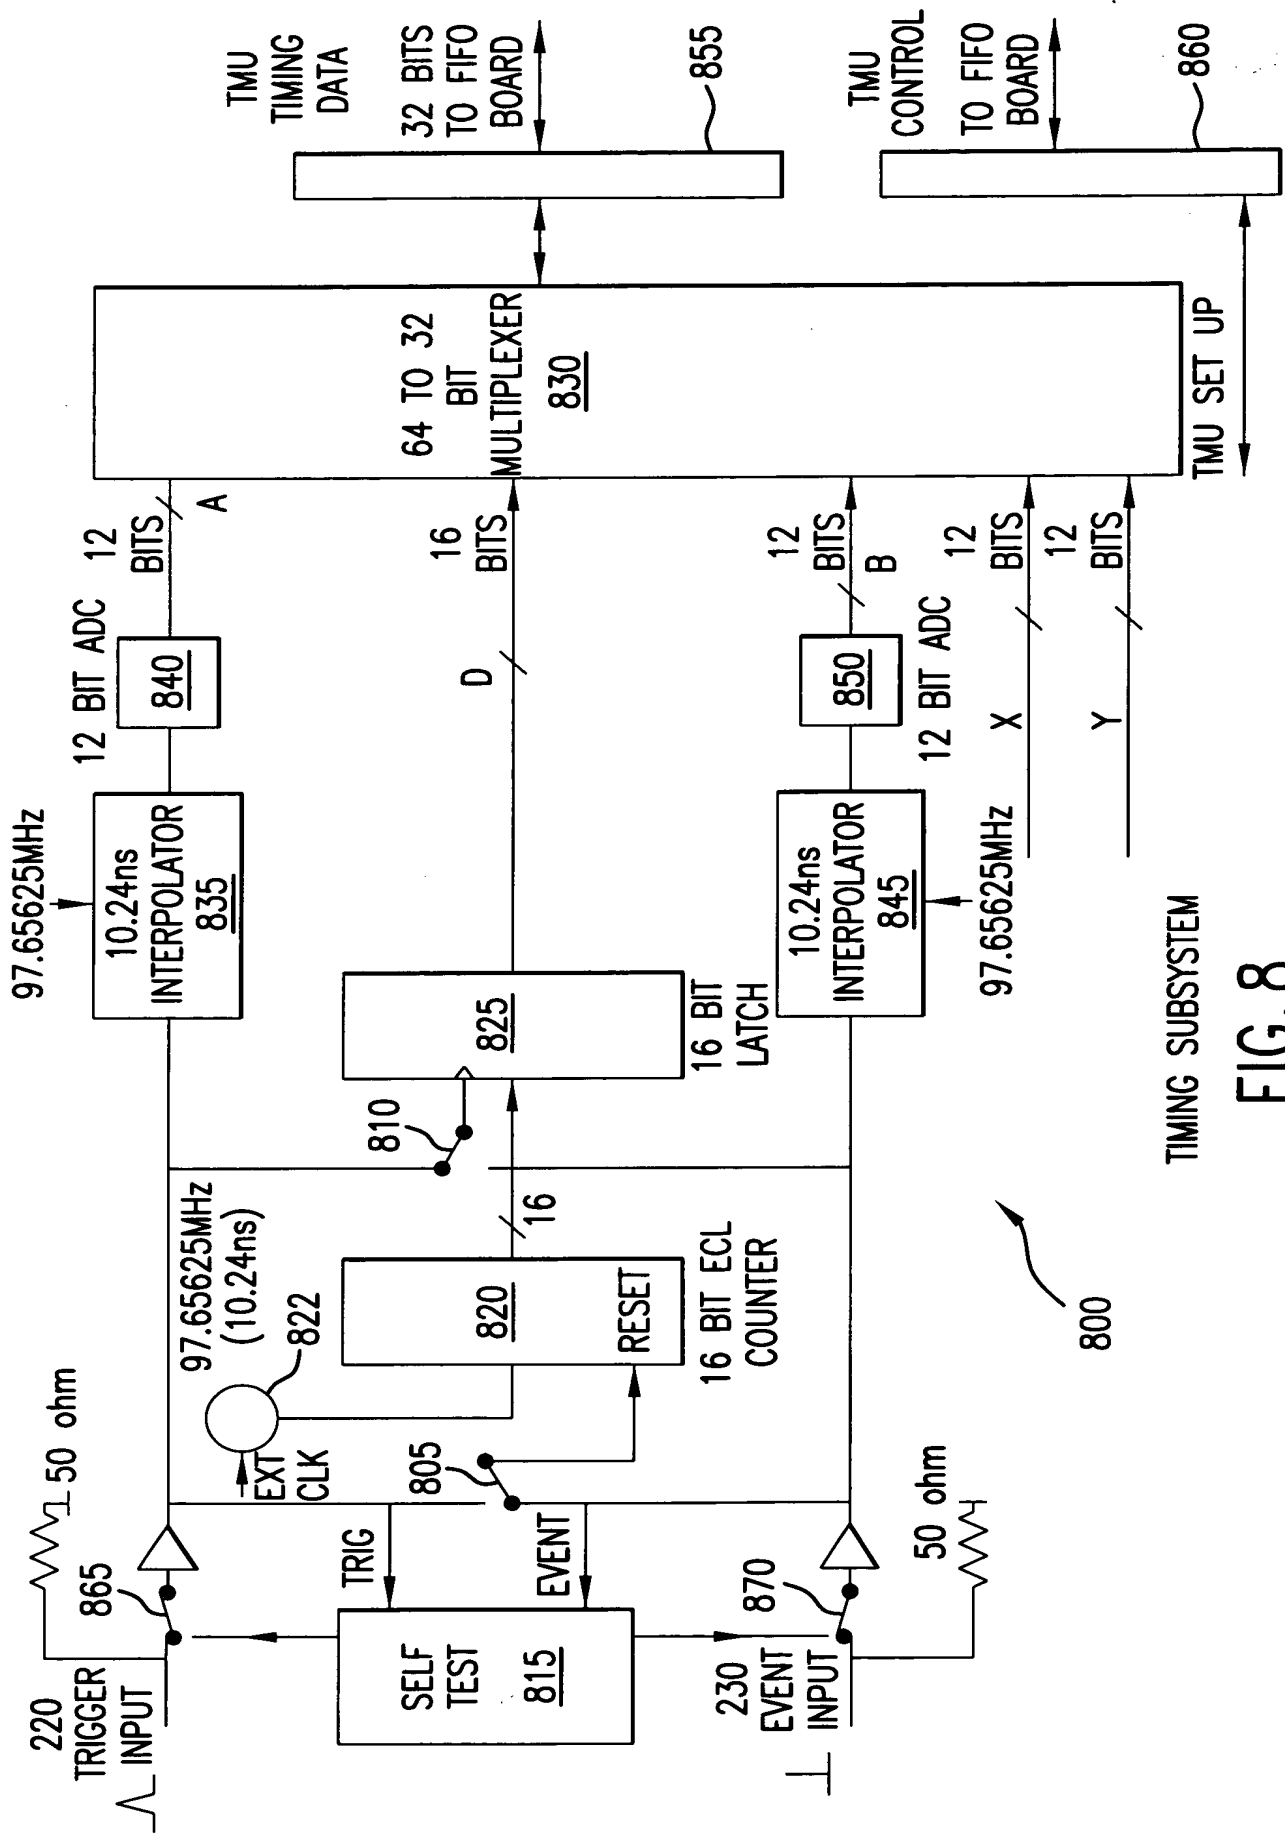 220
TRIGGER
INPUT
865
50 ohm
97.65625MHz
10.24ns
INTERPOLATOR
835
12 BIT ADC
840
12
BITS
A
TMU
TIMING
DATA
32 BITS
TO FIFO
BOARD
855
EXT
CLK
97.65625MHz
(10.24ns)
822
TRIG
SELF
TEST
815
EVENT
805
820
RESET
16 BIT ECL
COUNTER
16
810
825
16 BIT
LATCH
D
16
BITS
64 TO 32
BIT
MULTIPLEXER
830
230
EVENT
INPUT
870
50 ohm
10.24ns
INTERPOLATOR
845
97.65625MHz
850
12 BIT ADC
12
BITS
B
X
12
BITS
Y
12
BITS
TMU SET UP
TMU
CONTROL
TO FIFO
BOARD
860
800
TIMING SUBSYSTEM
FIG. 8